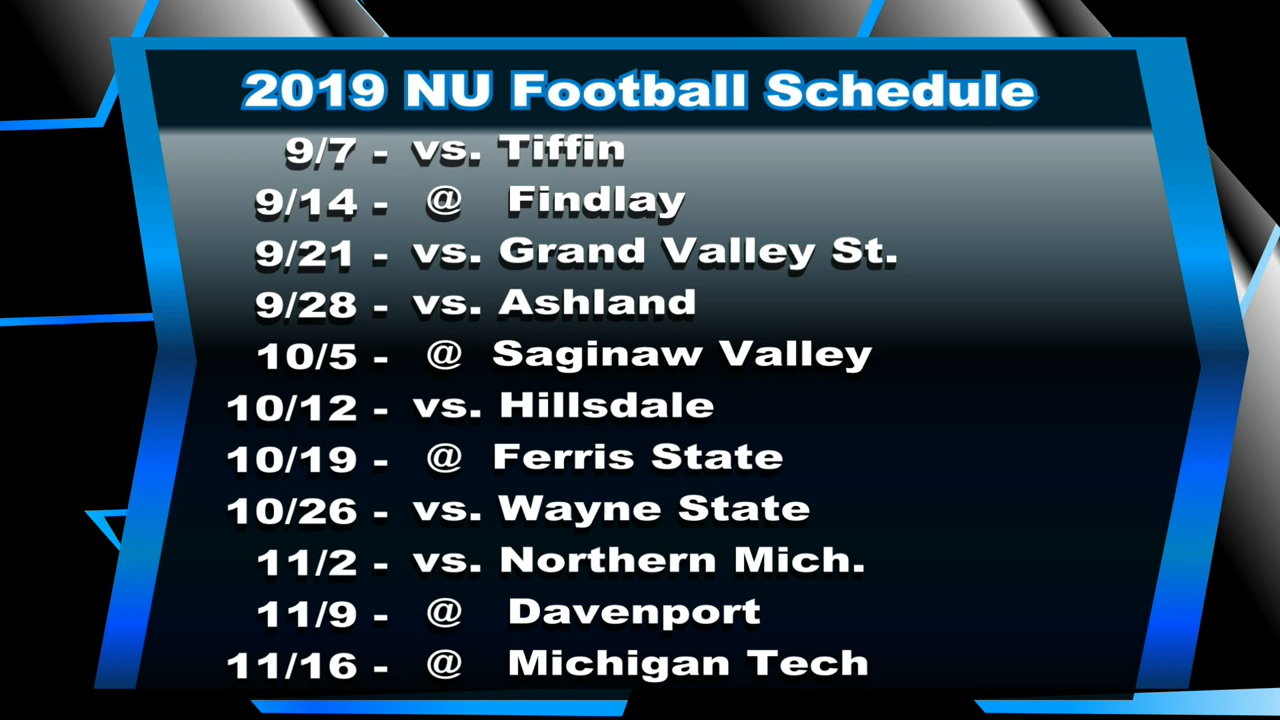 2019 NU Football Schedule
9/7 - vs. Tiffin
9/14 - @ Findlay
9/21 - vs. Grand Valley St.
9/28 - vs. Ashland
10/5 - @ Saginaw Valley
10/12 - vs. Hillsdale
10/19 - @ Ferris State
10/26 - vs. Wayne State
11/2 - vs. Northern Mich.
11/9 - @ Davenport
11/16 - @ Michigan Tech